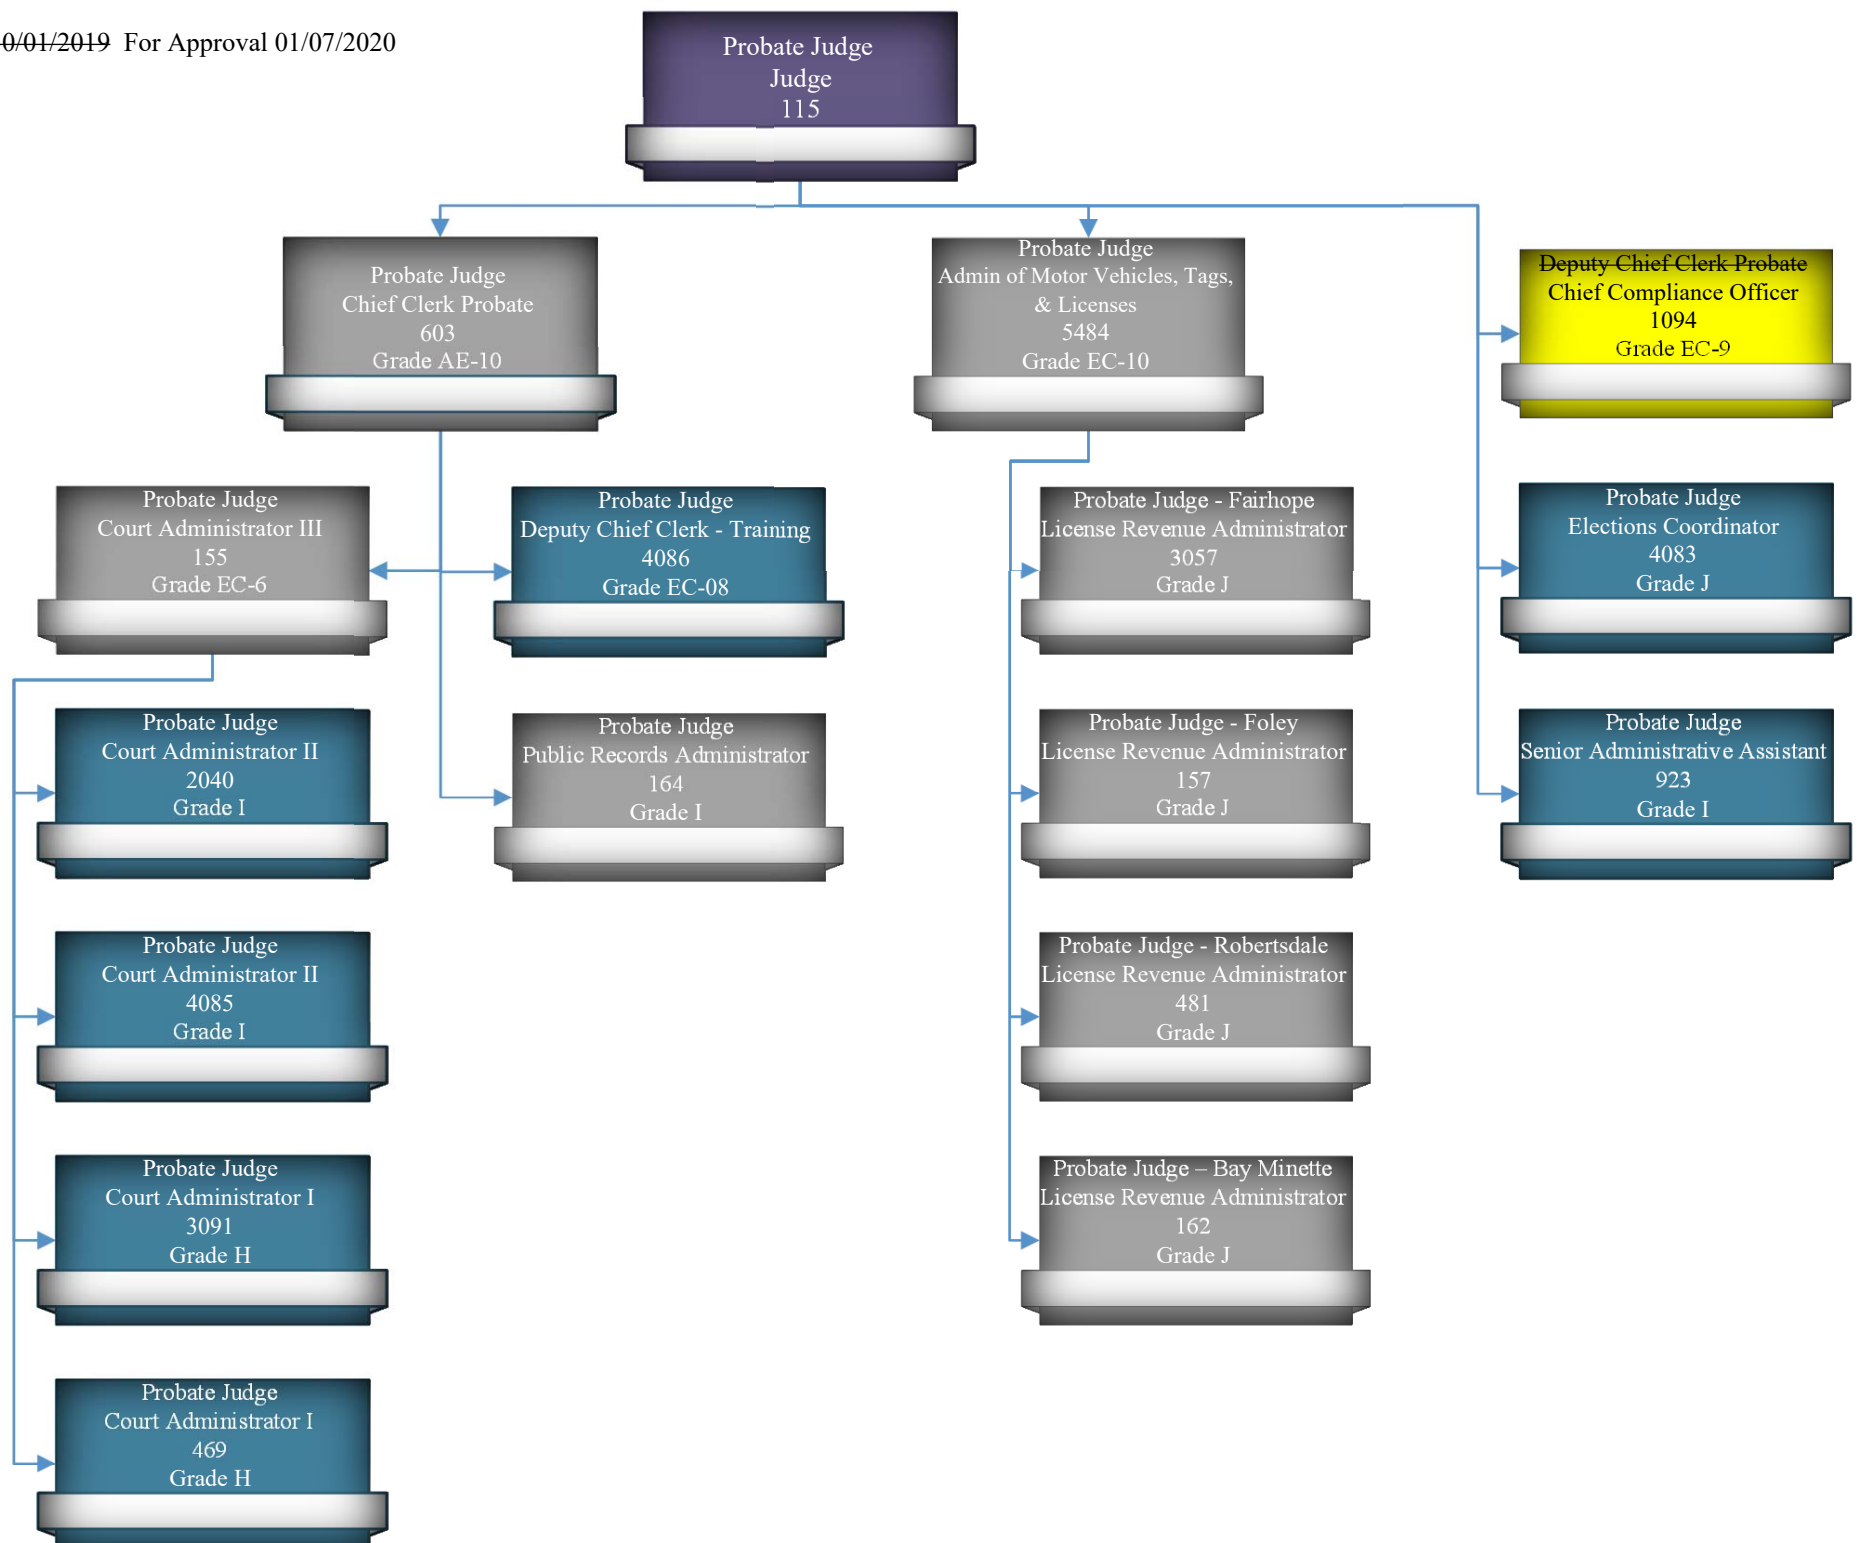 0/01/2019 For Approval 01/07/2020
Probate Judge
Judge
115
Probate Judge
Chief Clerk Probate
603
Grade AE-10
Probate Judge
Admin of Motor Vehicles, Tags,
& Licenses
5484
Grade EC-10
Deputy Chief Clerk Probate
Chief Compliance Officer
1094
Grade EC-9
Probate Judge
Court Administrator III
155
Grade EC-6
Probate Judge
Deputy Chief Clerk - Training
4086
Grade EC-08
Probate Judge - Fairhope
License Revenue Administrator
3057
Grade J
Probate Judge
Elections Coordinator
4083
Grade J
Probate Judge
Court Administrator II
2040
Grade I
Probate Judge
Public Records Administrator
164
Grade I
Probate Judge - Foley
License Revenue Administrator
157
Grade J
Probate Judge
Senior Administrative Assistant
923
Grade I
Probate Judge
Court Administrator II
4085
Grade I
Probate Judge - Robertsdale
License Revenue Administrator
481
Grade J
Probate Judge
Court Administrator I
3091
Grade H
Probate Judge – Bay Minette
License Revenue Administrator
162
Grade J
Probate Judge
Court Administrator I
469
Grade H